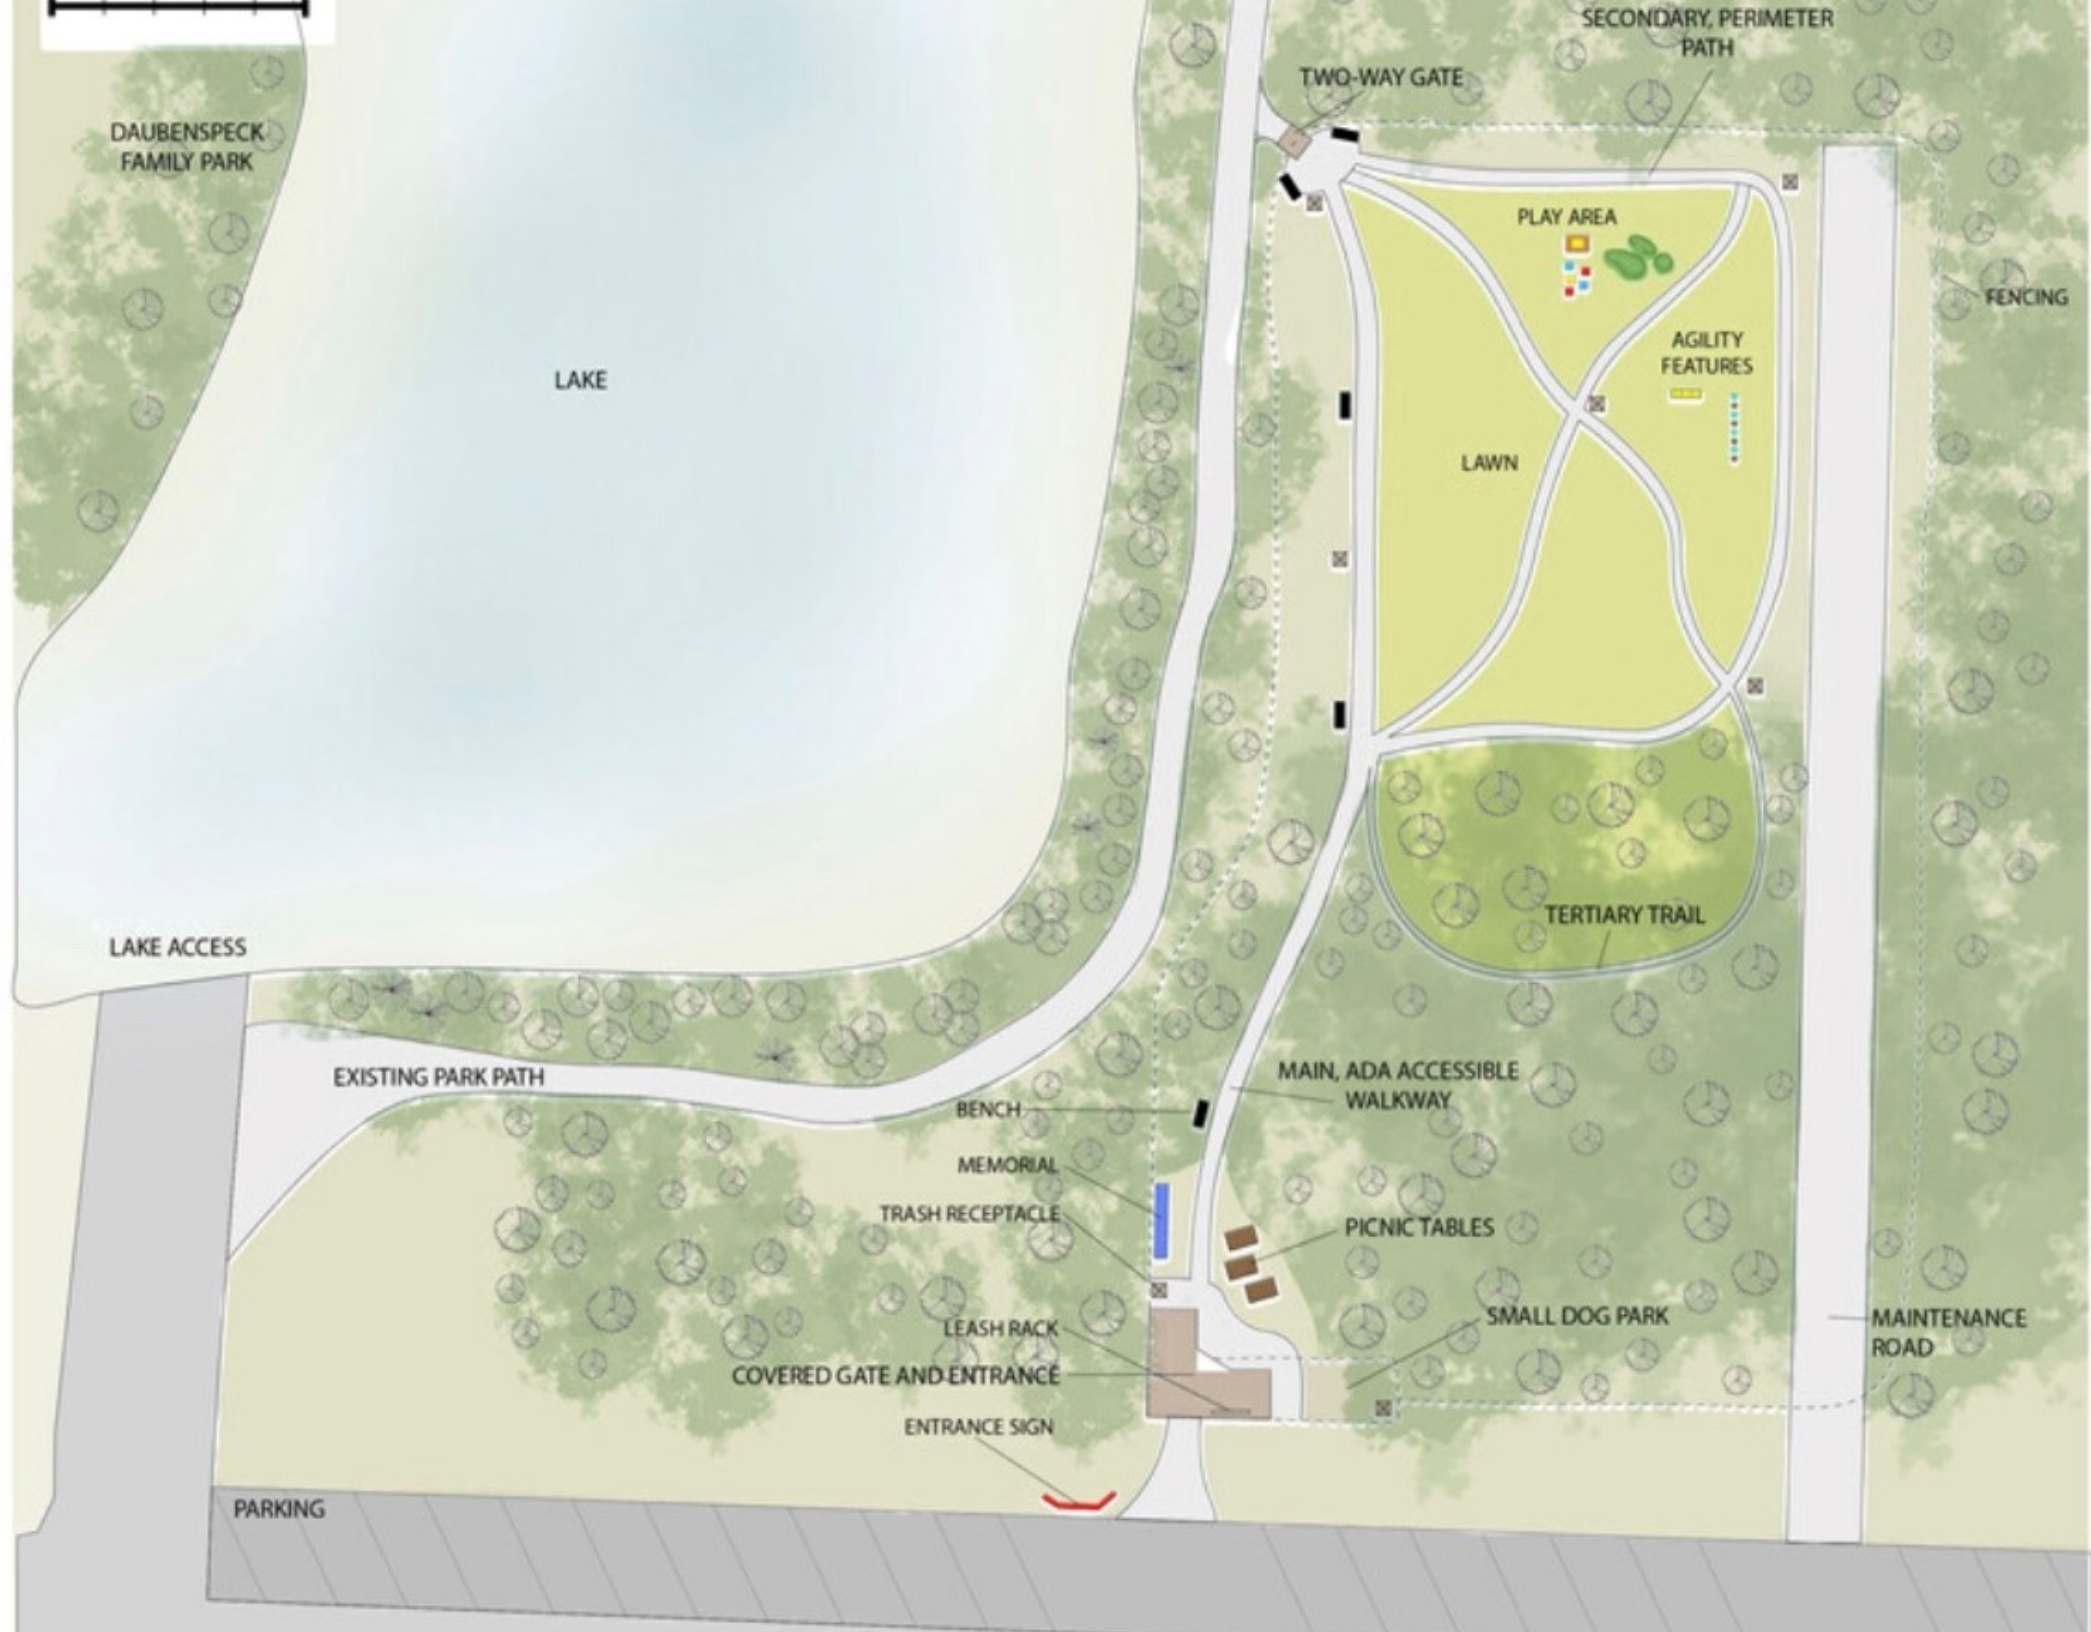 SECONDARY, PERIMETER
PATH
TWO-WAY GATE
DAUBENSPECK
FAMILY PARK
PLAY AREA
FENCING
AGILITY
FEATURES
LAKE
LAWN
TERTIARY TRAIL
LAKE ACCESS
EXISTING PARK PATH
MAIN, ADA ACCESSIBLE
WALKWAY
BENCH
MEMORIAL
TRASH RECEPTACLE
PICNIC TABLES
SMALL DOG PARK
MAINTENANCE
ROAD
LEASH RACK
COVERED GATE AND ENTRANCE
ENTRANCE SIGN
PARKING